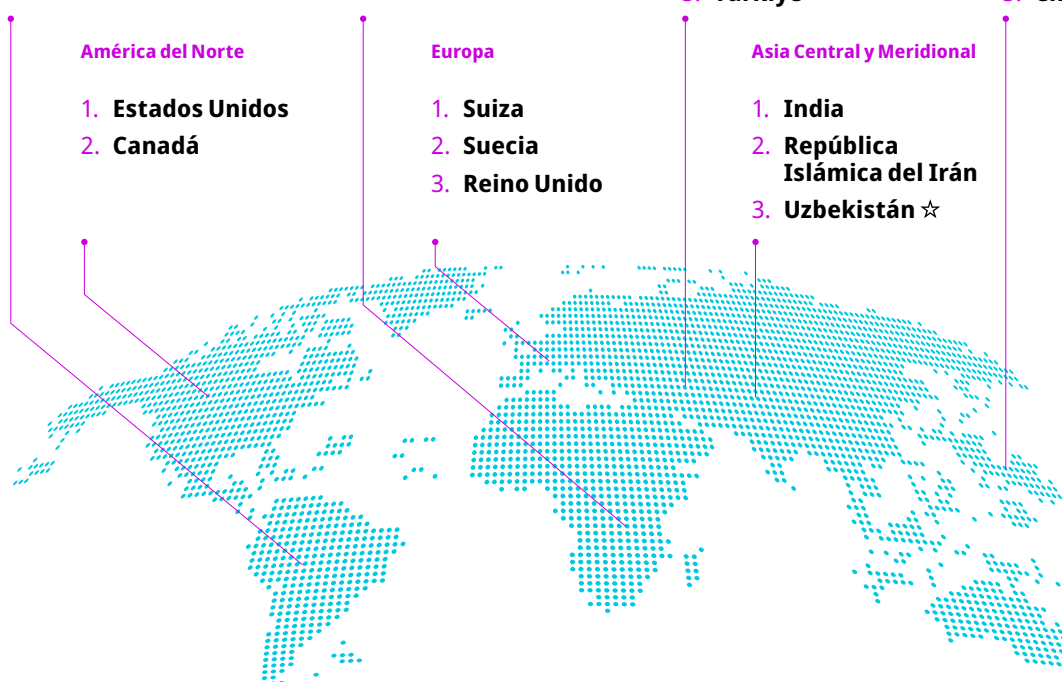 América del Norte
1. Estados Unidos
2. Canadá
Europa
1. Suiza
2. Suecia
3. Reino Unido
Asia Central y Meridional
1. India
2. República
Islámica del Irán
3. Uzbekistán ☆